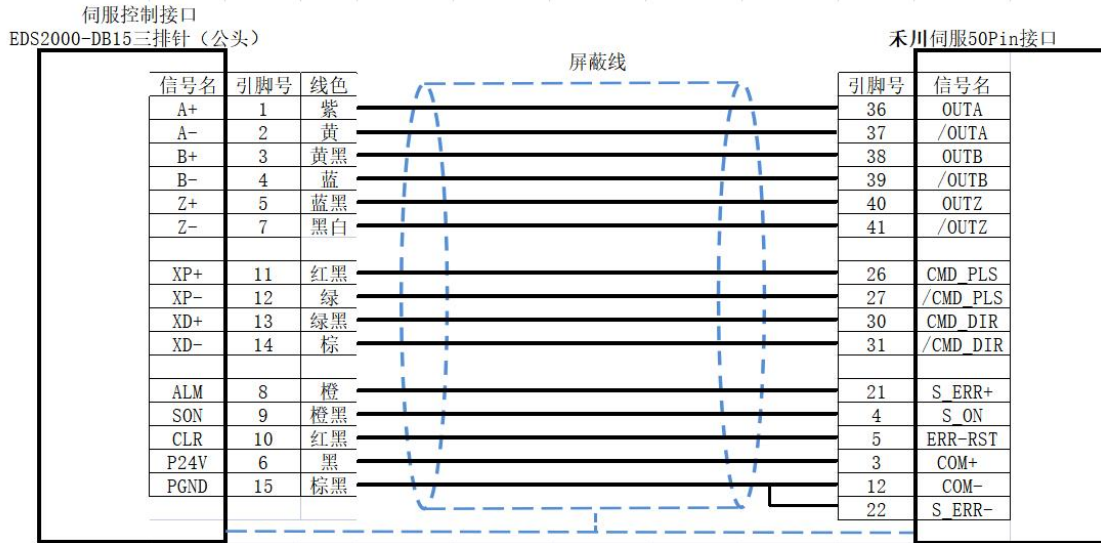 伺服控制接口
EDS2000-DB15三排针（公头）
禾川伺服50Pin接口
屏蔽线
信号名 引脚号 线色 引脚号 信号名
A+ 1 紫 36 OUTA
A- 2 黄 37 /OUTA
B+ 3 黄黑 38 OUTB
B- 4 蓝 39 /OUTB
Z+ 5 蓝黑 40 OUTZ
Z- 7 黑白 41 /OUTZ
XP+ 11 红黑 26 CMD_PLS
XP- 12 绿 27 /CMD_PLS
XD+ 13 绿黑 30 CMD_DIR
XD- 14 棕 31 /CMD_DIR
ALM 8 橙 21 S_ERR+
SON 9 橙黑 4 S_ON
CLR 10 红黑 5 ERR-RST
P24V 6 黑 3 COM+
PGND 15 棕黑 12 COM-
22 S_ERR-